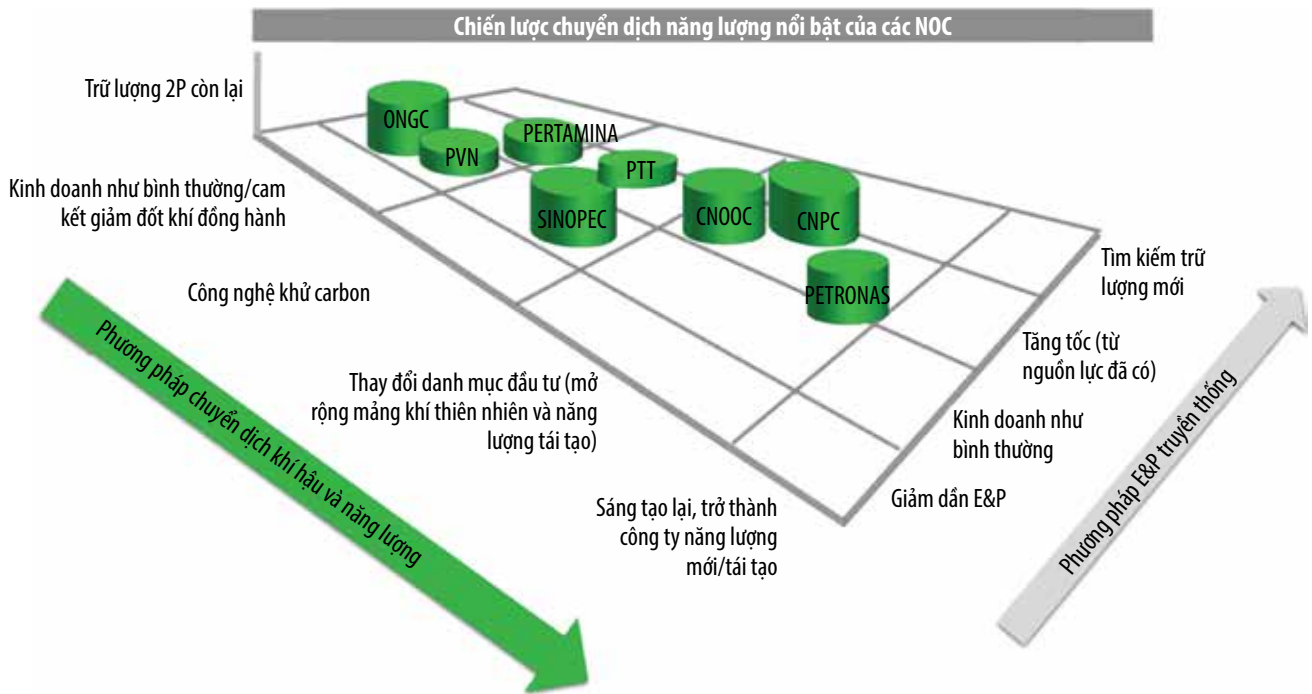 Chiến lược chuyển dịch năng lượng nổi bật của các NOC
Trữ lượng 2P còn lại
ONGC
PVN
PERTAMINA
PTT
SINOPEC
CNOOC
CNPC
PETRONAS
Kinh doanh như bình thường/cam
kết giảm đốt khí đồng hành
Công nghệ khử carbon
Thay đổi danh mục đầu tư (mở
rộng mảng khí thiên nhiên và năng
lượng tái tạo)
Sáng tạo lại, trở thành
công ty năng lượng
mới/tái tạo
Phương pháp chuyển dịch khí hậu và năng lượng
Tìm kiếm trữ
lượng mới
Tăng tốc (từ
nguồn lực đã có)
Kinh doanh như
bình thường
Giảm dần E&P
Phương pháp E&P truyền thống